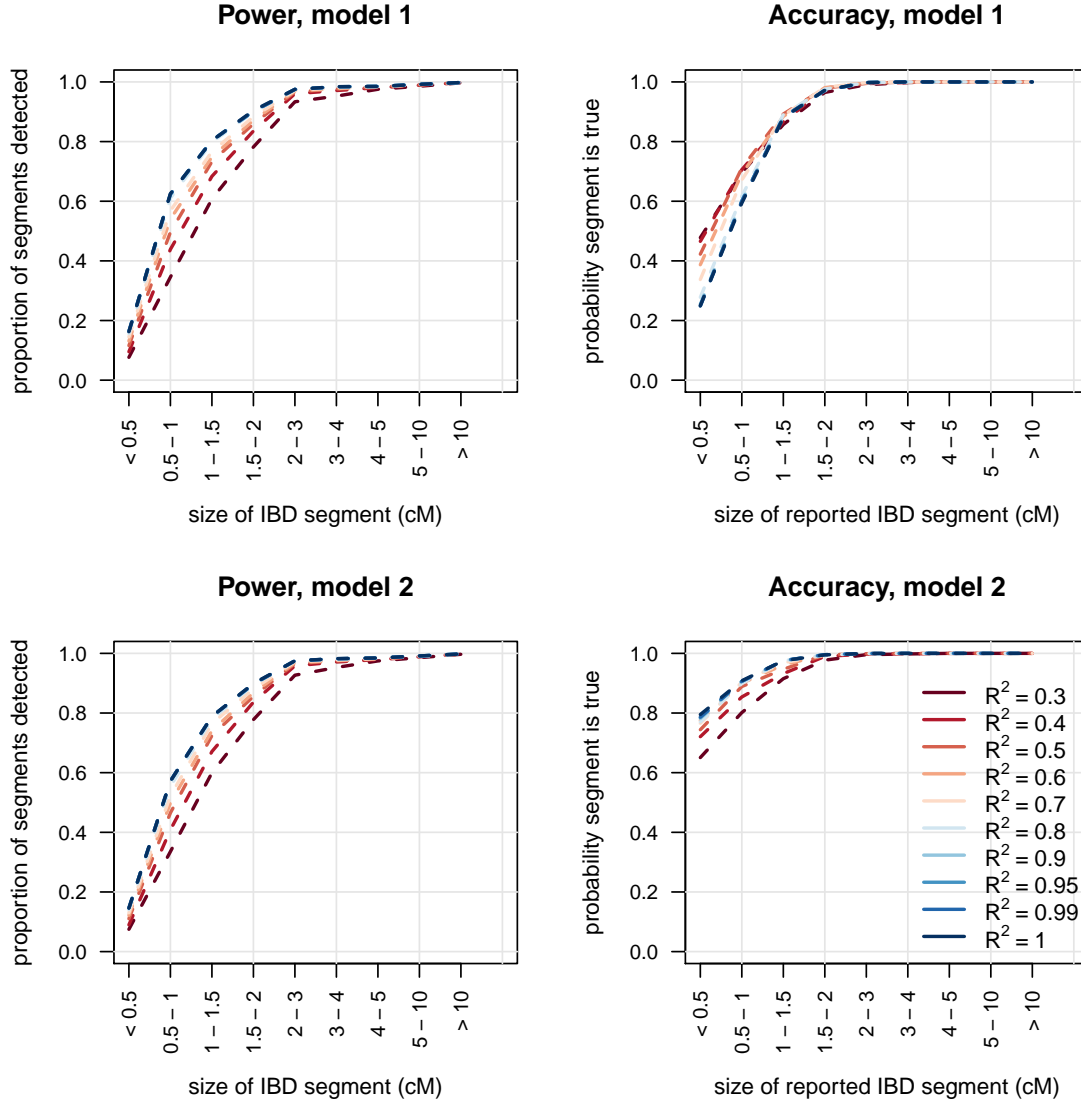 Power, model 1
proportion of segments detected
1.0
0.8
0.6
0.4
0.2
0.0
< 0.5
0.5 − 1
1 − 1.5
1.5 − 2
2 − 3
3 − 4
4 − 5
5 − 10
> 10
size of IBD segment (cM)
Accuracy, model 1
probability segment is true
1.0
0.8
0.6
0.4
0.2
0.0
< 0.5
0.5 − 1
1 − 1.5
1.5 − 2
2 − 3
3 − 4
4 − 5
5 − 10
> 10
size of reported IBD segment (cM)
Power, model 2
proportion of segments detected
1.0
0.8
0.6
0.4
0.2
0.0
< 0.5
0.5 − 1
1 − 1.5
1.5 − 2
2 − 3
3 − 4
4 − 5
5 − 10
> 10
size of IBD segment (cM)
Accuracy, model 2
probability segment is true
1.0
0.8
0.6
0.4
0.2
0.0
R² = 0.3
R² = 0.4
R² = 0.5
R² = 0.6
R² = 0.7
R² = 0.8
R² = 0.9
R² = 0.95
R² = 0.99
R² = 1
< 0.5
0.5 − 1
1 − 1.5
1.5 − 2
2 − 3
3 − 4
4 − 5
5 − 10
> 10
size of reported IBD segment (cM)